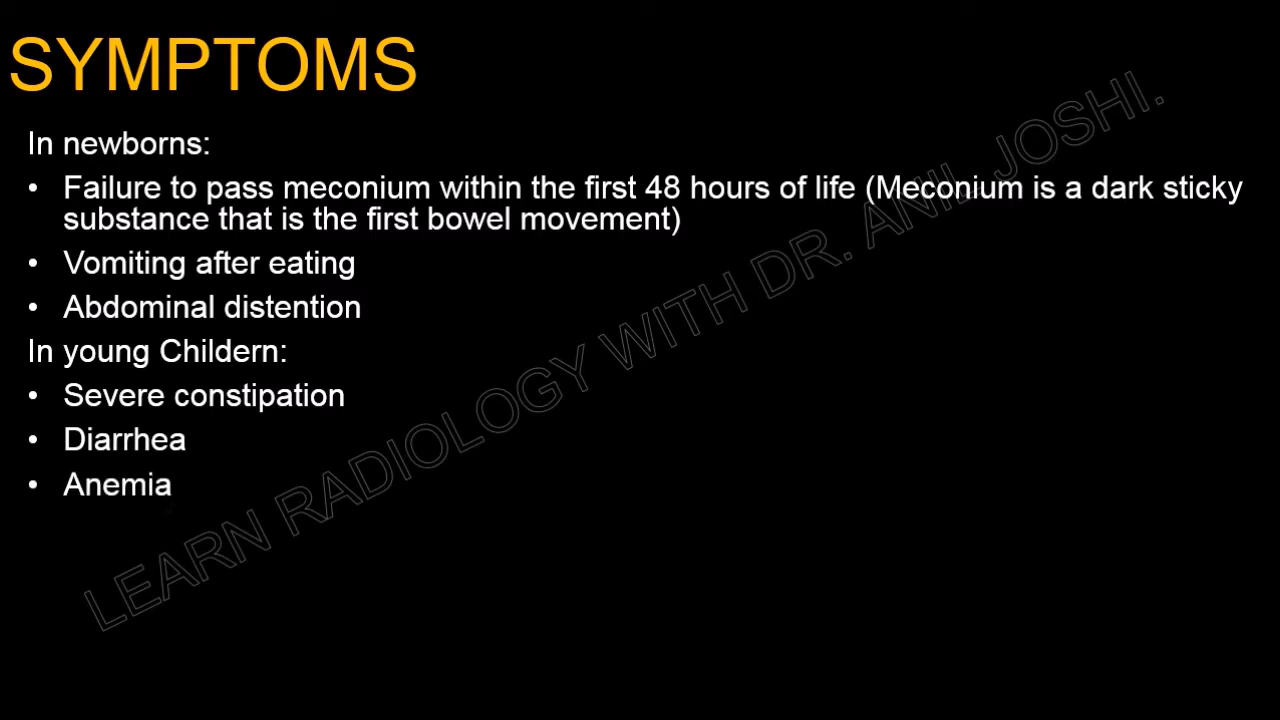 SYMPTOMS
In newborns:
• Failure to pass meconium within the first 48 hours of life (Meconium is a dark sticky
substance that is the first bowel movement)
• Vomiting after eating
• Abdominal distention
In young Childern:
• Severe constipation
• Diarrhea
• Anemia
LEARN RADIOLOGY WITH DR. ANIL JOSHI.